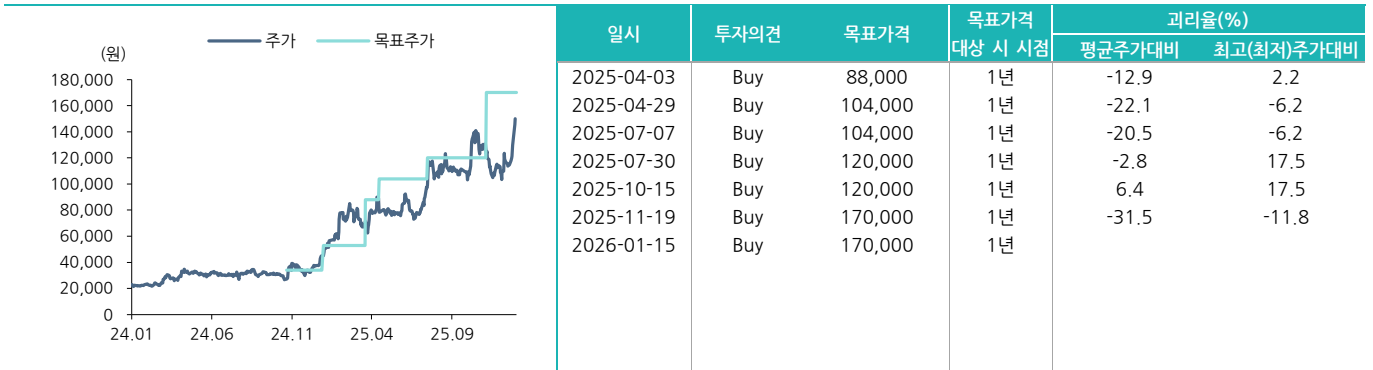 (원)
주가 목표주가
180,000
160,000
140,000
120,000
100,000
80,000
60,000
40,000
20,000
0
24.01 24.06 24.11 25.04 25.09
일시 투자의견 목표가격 목표가격 대상 시 시점 괴리율(%)
평균주가대비 최고(최저)주가대비
2025-04-03 Buy 88,000 1년 -12.9 2.2
2025-04-29 Buy 104,000 1년 -22.1 -6.2
2025-07-07 Buy 104,000 1년 -20.5 -6.2
2025-07-30 Buy 120,000 1년 -2.8 17.5
2025-10-15 Buy 120,000 1년 6.4 17.5
2025-11-19 Buy 170,000 1년 -31.5 -11.8
2026-01-15 Buy 170,000 1년